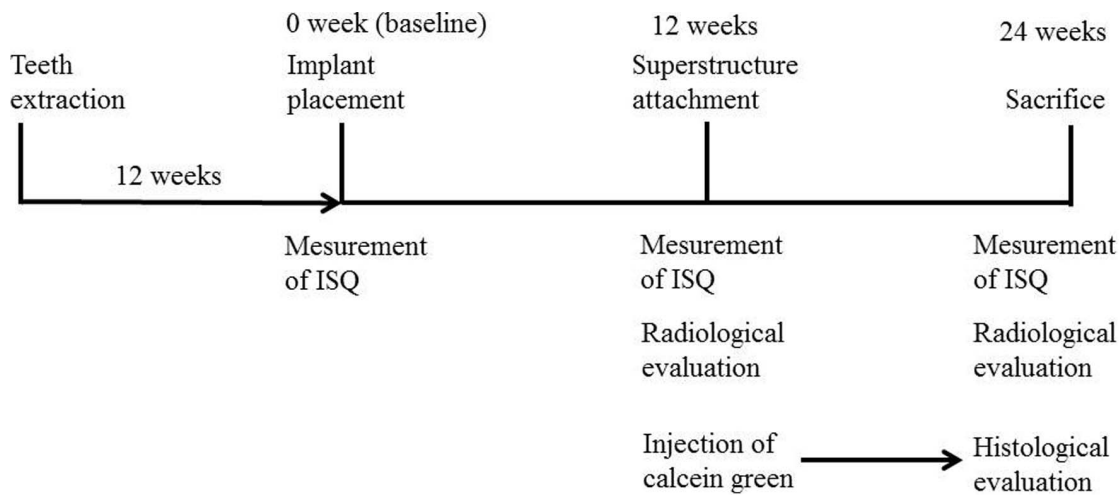 0 week (baseline)
12 weeks
24 weeks
Teeth
extraction
Implant
placement
Superstructure
attachment
Sacrifice
12 weeks
Mesurement
of ISQ
Mesurement
of ISQ
Mesurement
of ISQ
Radiological
evaluation
Radiological
evaluation
Injection of
calcein green
Histological
evaluation